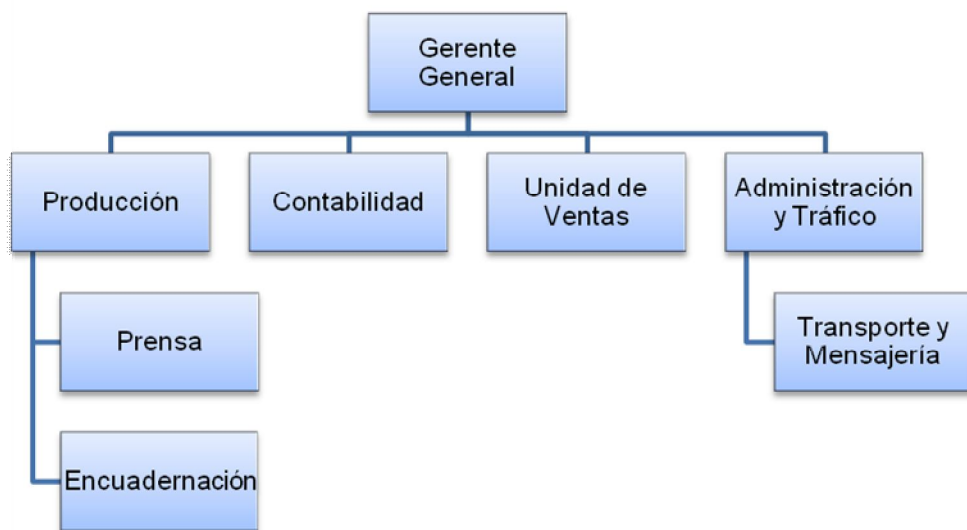 Gerente
General
Producción
Contabilidad
Unidad de
Ventas
Administración
y Tráfico
Prensa
Transporte y
Mensajería
Encuadernación